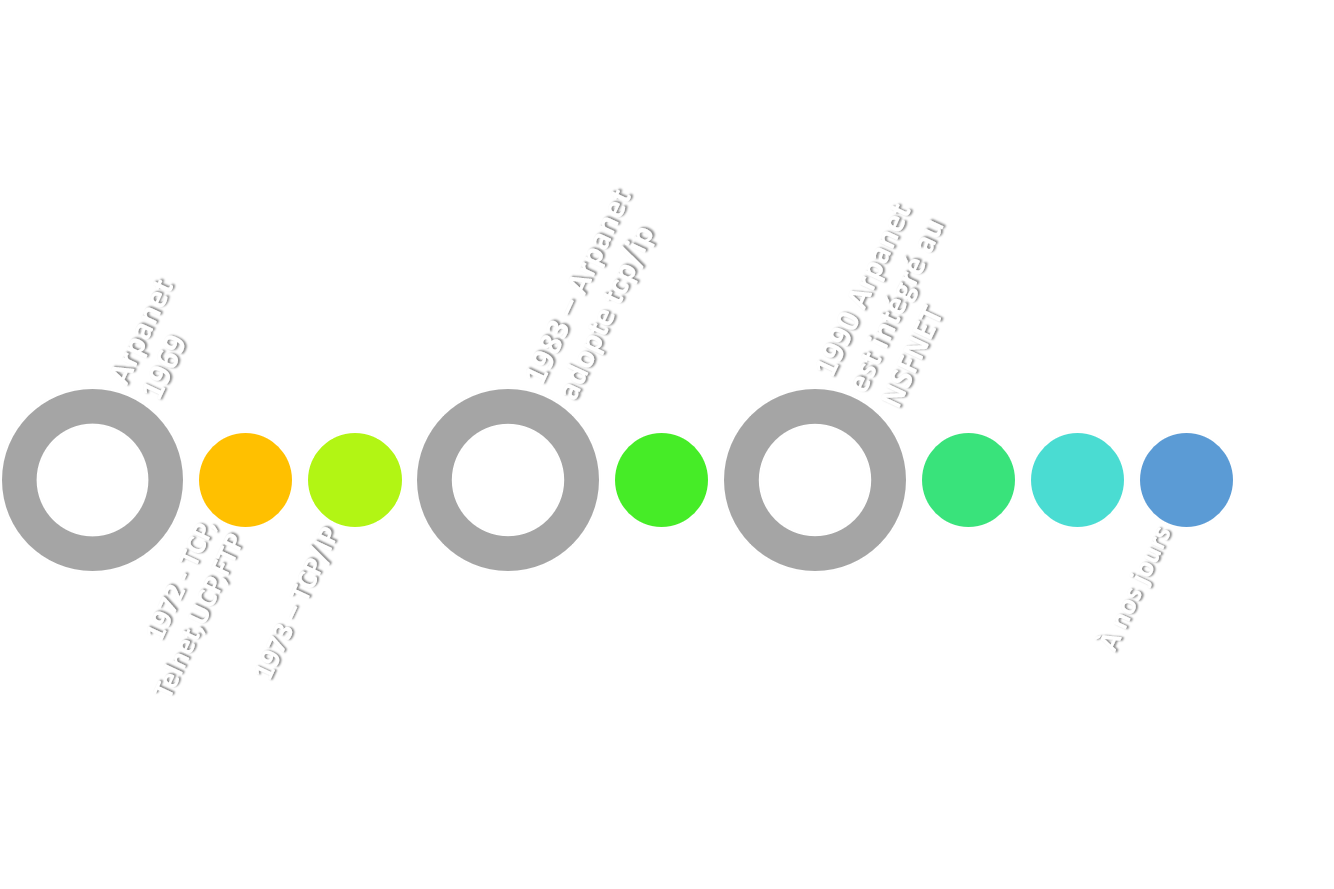 Arpanet
1969
1972 - TCP,
Telnet,UCP,FTP
1973 – TCP/IP
1983 – Arpanet
adopte tcp/ip
1990 Arpanet
est intégré au
NSFNET
À nos jours